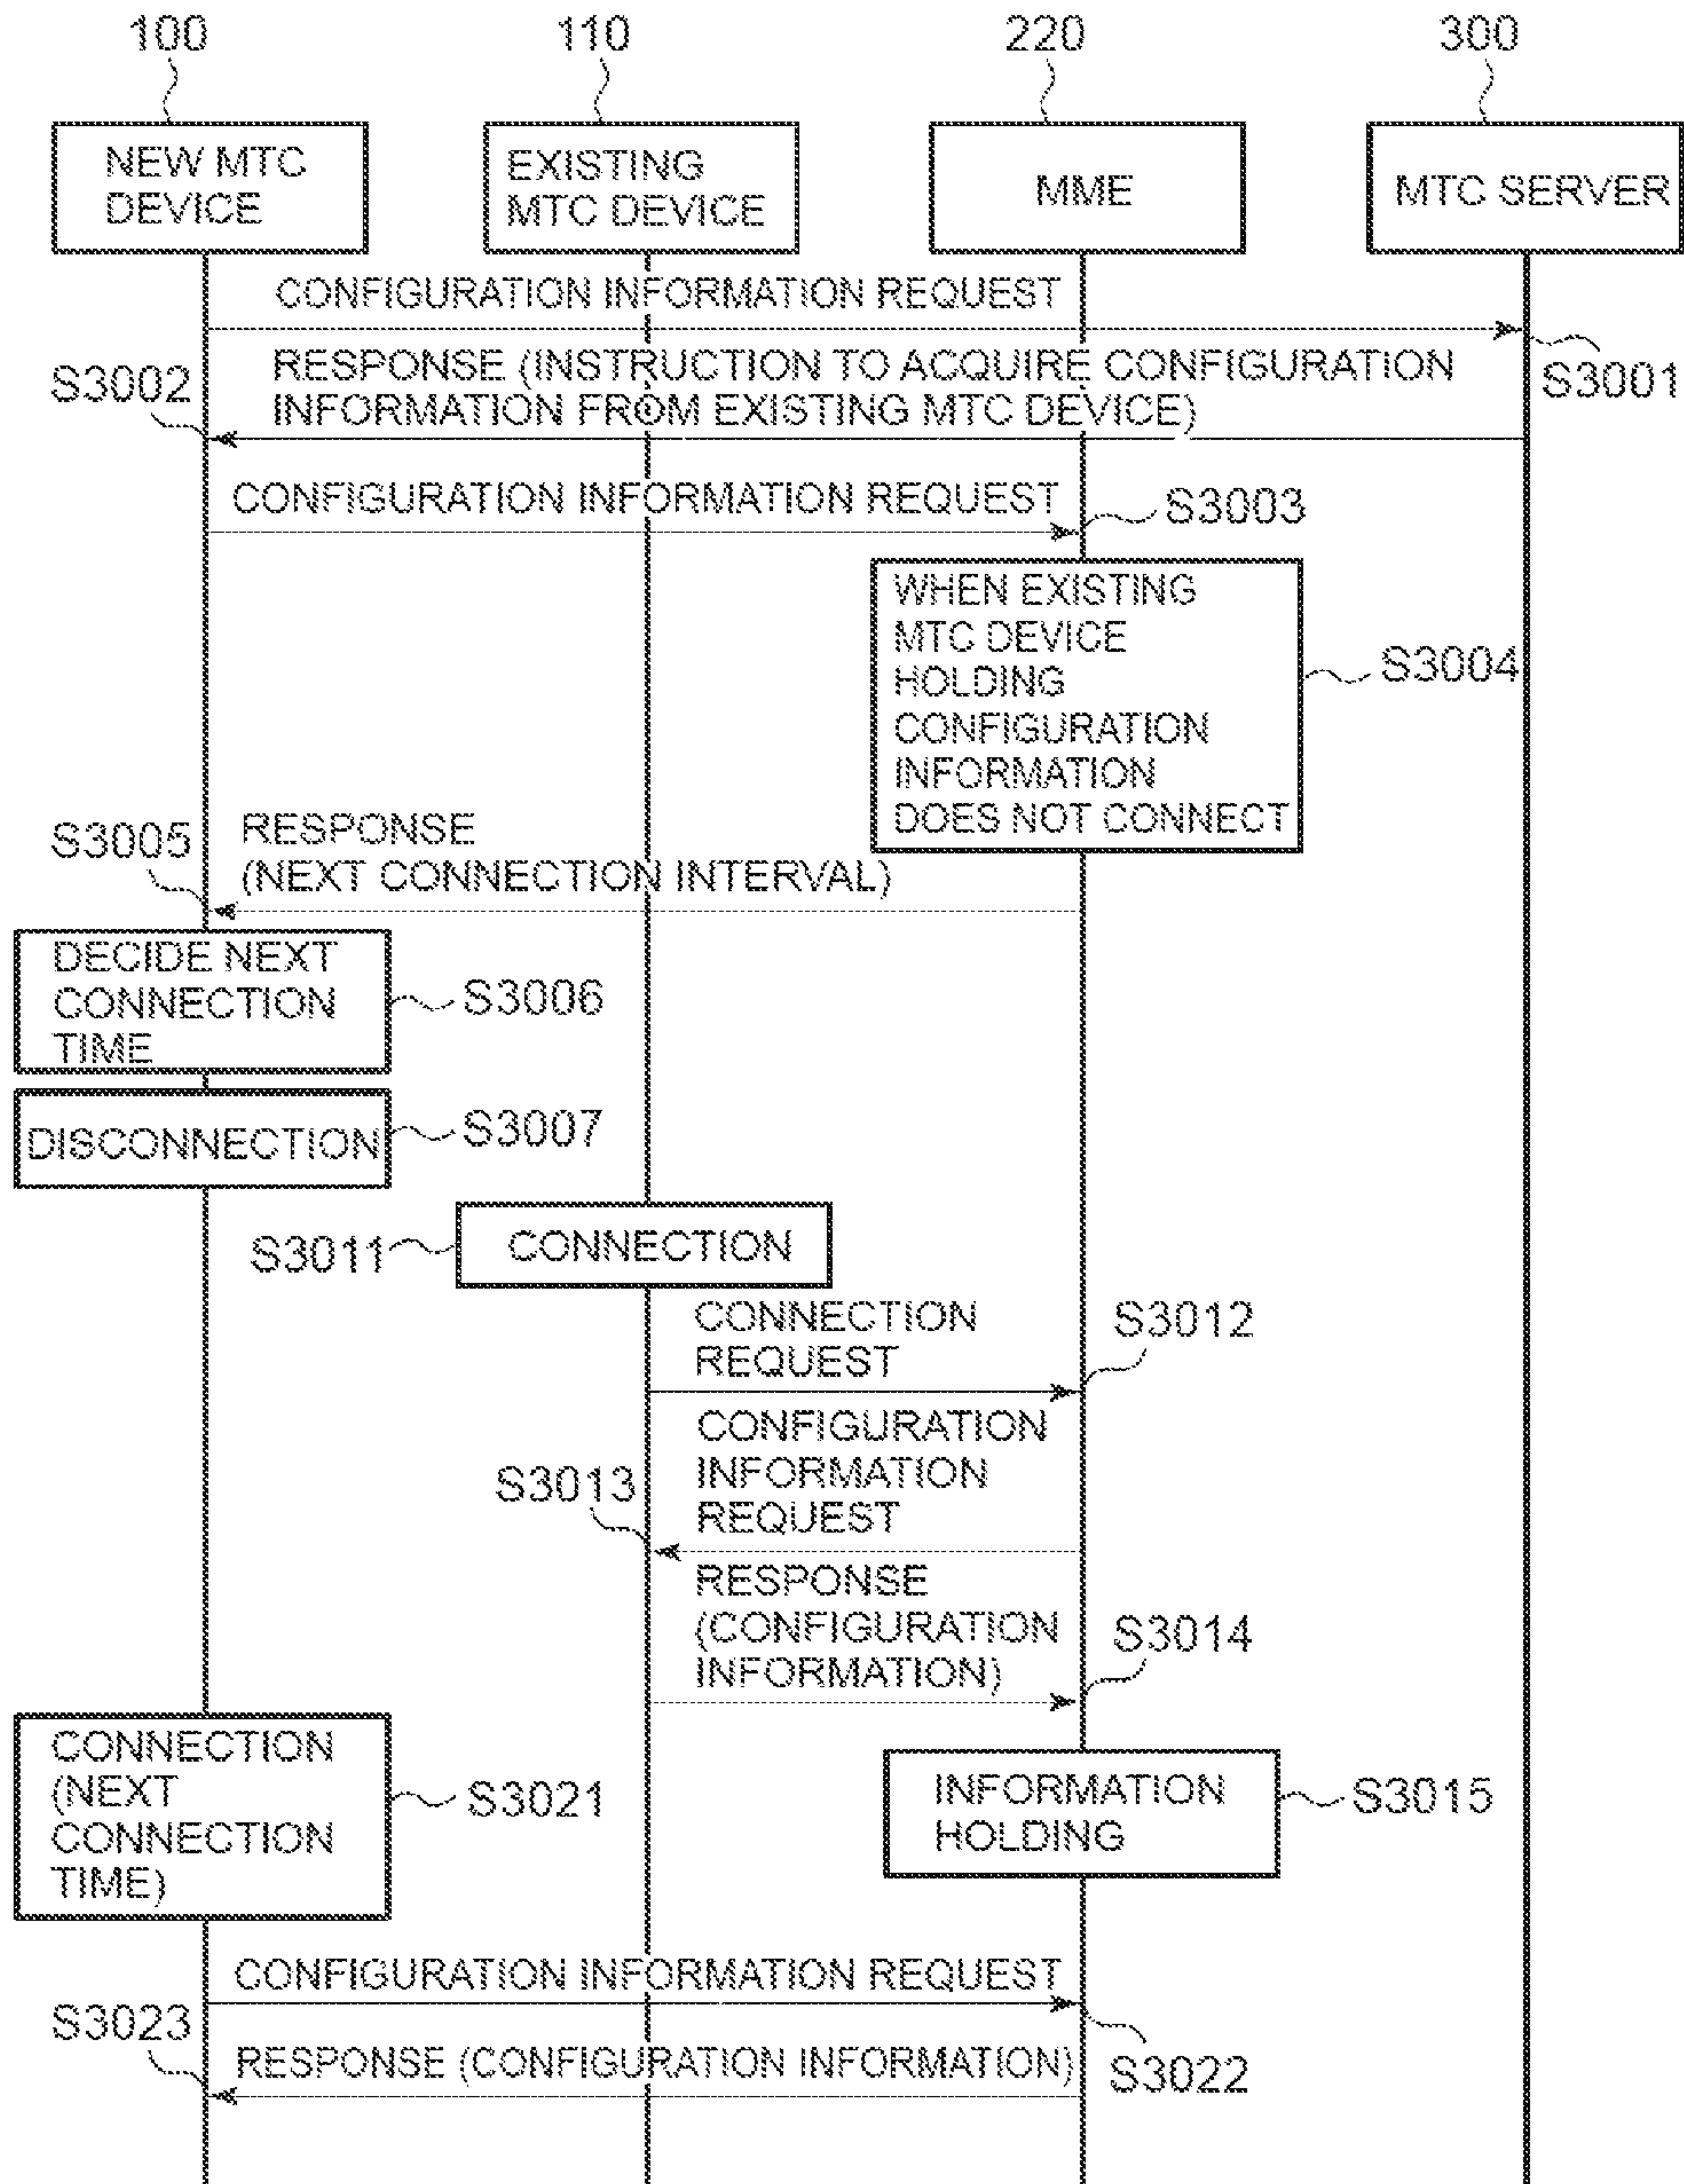 100
110
220
300
NEW MTC
DEVICE
EXISTING
MTC DEVICE
MME
MTC SERVER
CONFIGURATION INFORMATION REQUEST
S3001
S3002
RESPONSE (INSTRUCTION TO ACQUIRE CONFIGURATION
INFORMATION FROM EXISTING MTC DEVICE)
CONFIGURATION INFORMATION REQUEST
S3003
WHEN EXISTING
MTC DEVICE
HOLDING
CONFIGURATION
INFORMATION
DOES NOT CONNECT
S3004
S3005
RESPONSE
(NEXT CONNECTION INTERVAL)
DECIDE NEXT
CONNECTION
TIME
S3006
DISCONNECTION
S3007
S3011
CONNECTION
CONNECTION
REQUEST
S3012
S3013
CONFIGURATION
INFORMATION
REQUEST
RESPONSE
(CONFIGURATION
INFORMATION)
S3014
CONNECTION
(NEXT
CONNECTION
TIME)
S3021
INFORMATION
HOLDING
S3015
CONFIGURATION INFORMATION REQUEST
S3022
S3023
RESPONSE (CONFIGURATION INFORMATION)